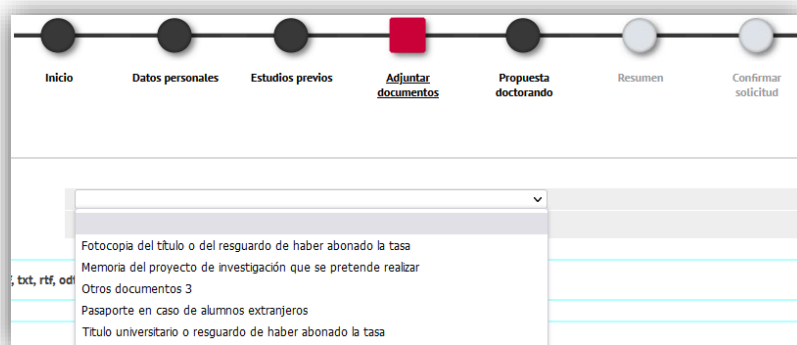 Inicio
Datos personales
Estudios previos
Adjuntar
documentos
Propuesta
doctorando
Resumen
Confirmar
solicitud
Fotocopia del título o del resguardo de haber abonado la tasa
Memoria del proyecto de investigación que se pretende realizar
, txt, rtf, od
Otros documentos 3
Pasaporte en caso de alumnos extranjeros
Titulo universitario o resguardo de haber abonado la tasa